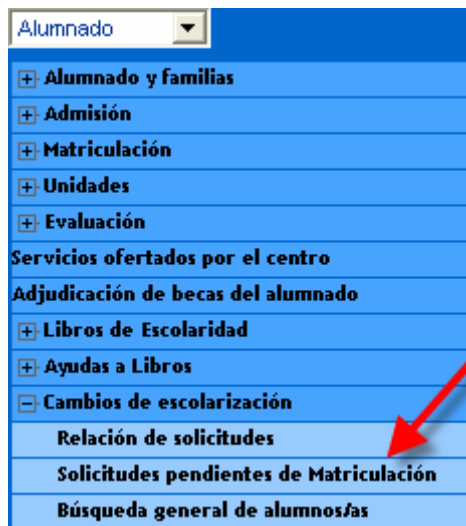 Alumnado
Alumnado y familias
Admisión
Matriculación
Unidades
Evaluación
Servicios ofertados por el centro
Adjudicación de becas del alumnado
Libros de Escolaridad
Ayudas a Libros
Cambios de escolarización
Relación de solicitudes
Solicitudes pendientes de Matriculación
Búsqueda general de alumnos/as